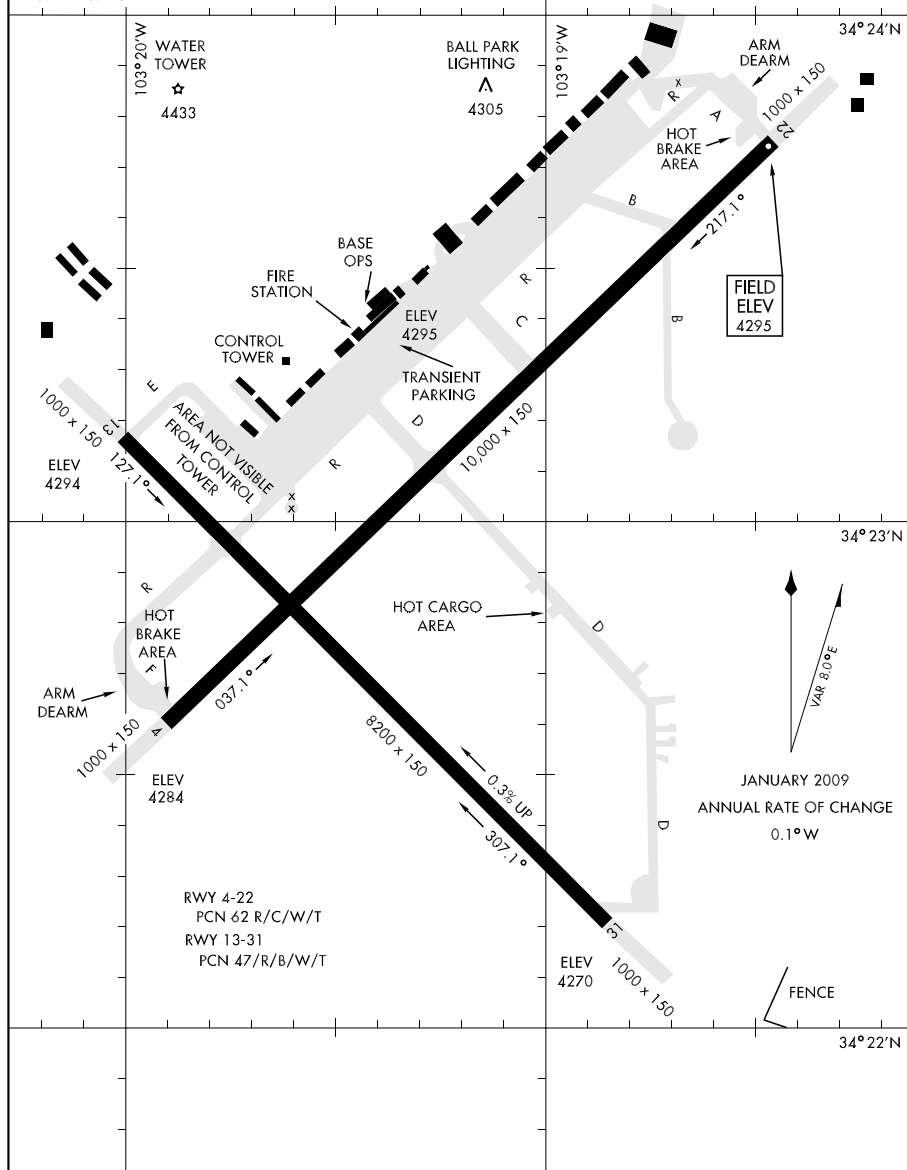 34° 24'N
103° 20'W
WATER
TOWER
4433
BALL PARK
LIGHTING
4305
103° 19'W
ARM
DEARM
1000 x 150
22
x
R
A
HOT
BRAKE
AREA
B
217.1°
FIELD
ELEV
4295
B
BASE
OPS
FIRE
STATION
R
C
ELEV
4295
CONTROL
TOWER
TRANSIENT
PARKING
10,000 x 150
E
D
R
1000 x 150
13
ELEV
4294
127.1°
AREA NOT VISIBLE
FROM CONTROL
TOWER
x
x
34° 23'N
R
HOT
BRAKE
AREA
F
HOT CARGO
AREA
D
VAR 8.0° E
ARM
DEARM
037.1°
4
1000 x 150
ELEV
4284
8200 x 150
0.3% UP
307.1°
D
JANUARY 2009
ANNUAL RATE OF CHANGE
0.1° W
RWY 4-22
PCN 62 R/C/W/T
RWY 13-31
PCN 47/R/B/W/T
31
ELEV
4270
1000 x 150
FENCE
34° 22'N